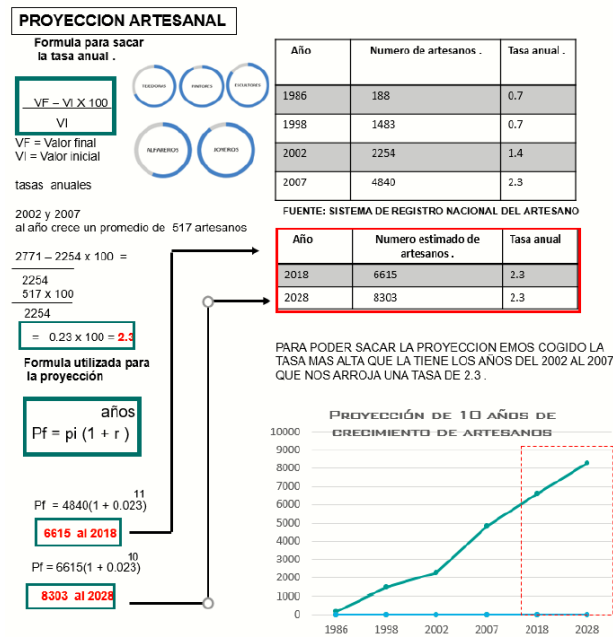 PROYECCION ARTESANAL
Formula para sacar
la tasa anual .
VF – VI X 100
VI
VF = Valor final
VI = Valor inicial
tasas anuales
2002 y 2007
al año crece un promedio de 517 artesanos
2771 – 2254 x 100 =
2254
517 x 100
2254
= 0.23 x 100 = 2.3
Formula utilizada para
la proyección
años
Pf = pi (1 + r )
11
Pf = 4840(1 + 0.023)
6615 al 2018
10
Pf = 6615(1 + 0.023)
8303 al 2028
ALFAREROS
Año Numero de artesanos . Tasa anual .
1986 188 0.7
1998 1483 0.7
2002 2254 1.4
2007 4840 2.3
FUENTE: SISTEMA DE REGISTRO NACIONAL DEL ARTESANO
Año Numero estimado de artesanos . Tasa anual
2018 6615 2.3
2028 8303 2.3
PARA PODER SACAR LA PROYECCION EMOS COGIDO LA
TASA MAS ALTA QUE LA TIENE LOS AÑOS DEL 2002 AL 2007
QUE NOS ARROJA UNA TASA DE 2.3 .
PROYECCIÓN DE 10 AÑOS DE
CRECIMIENTO DE ARTESANOS
10000
9000
8000
7000
6000
5000
4000
3000
2000
1000
0
1986 1998 2002 2007 2018 2028